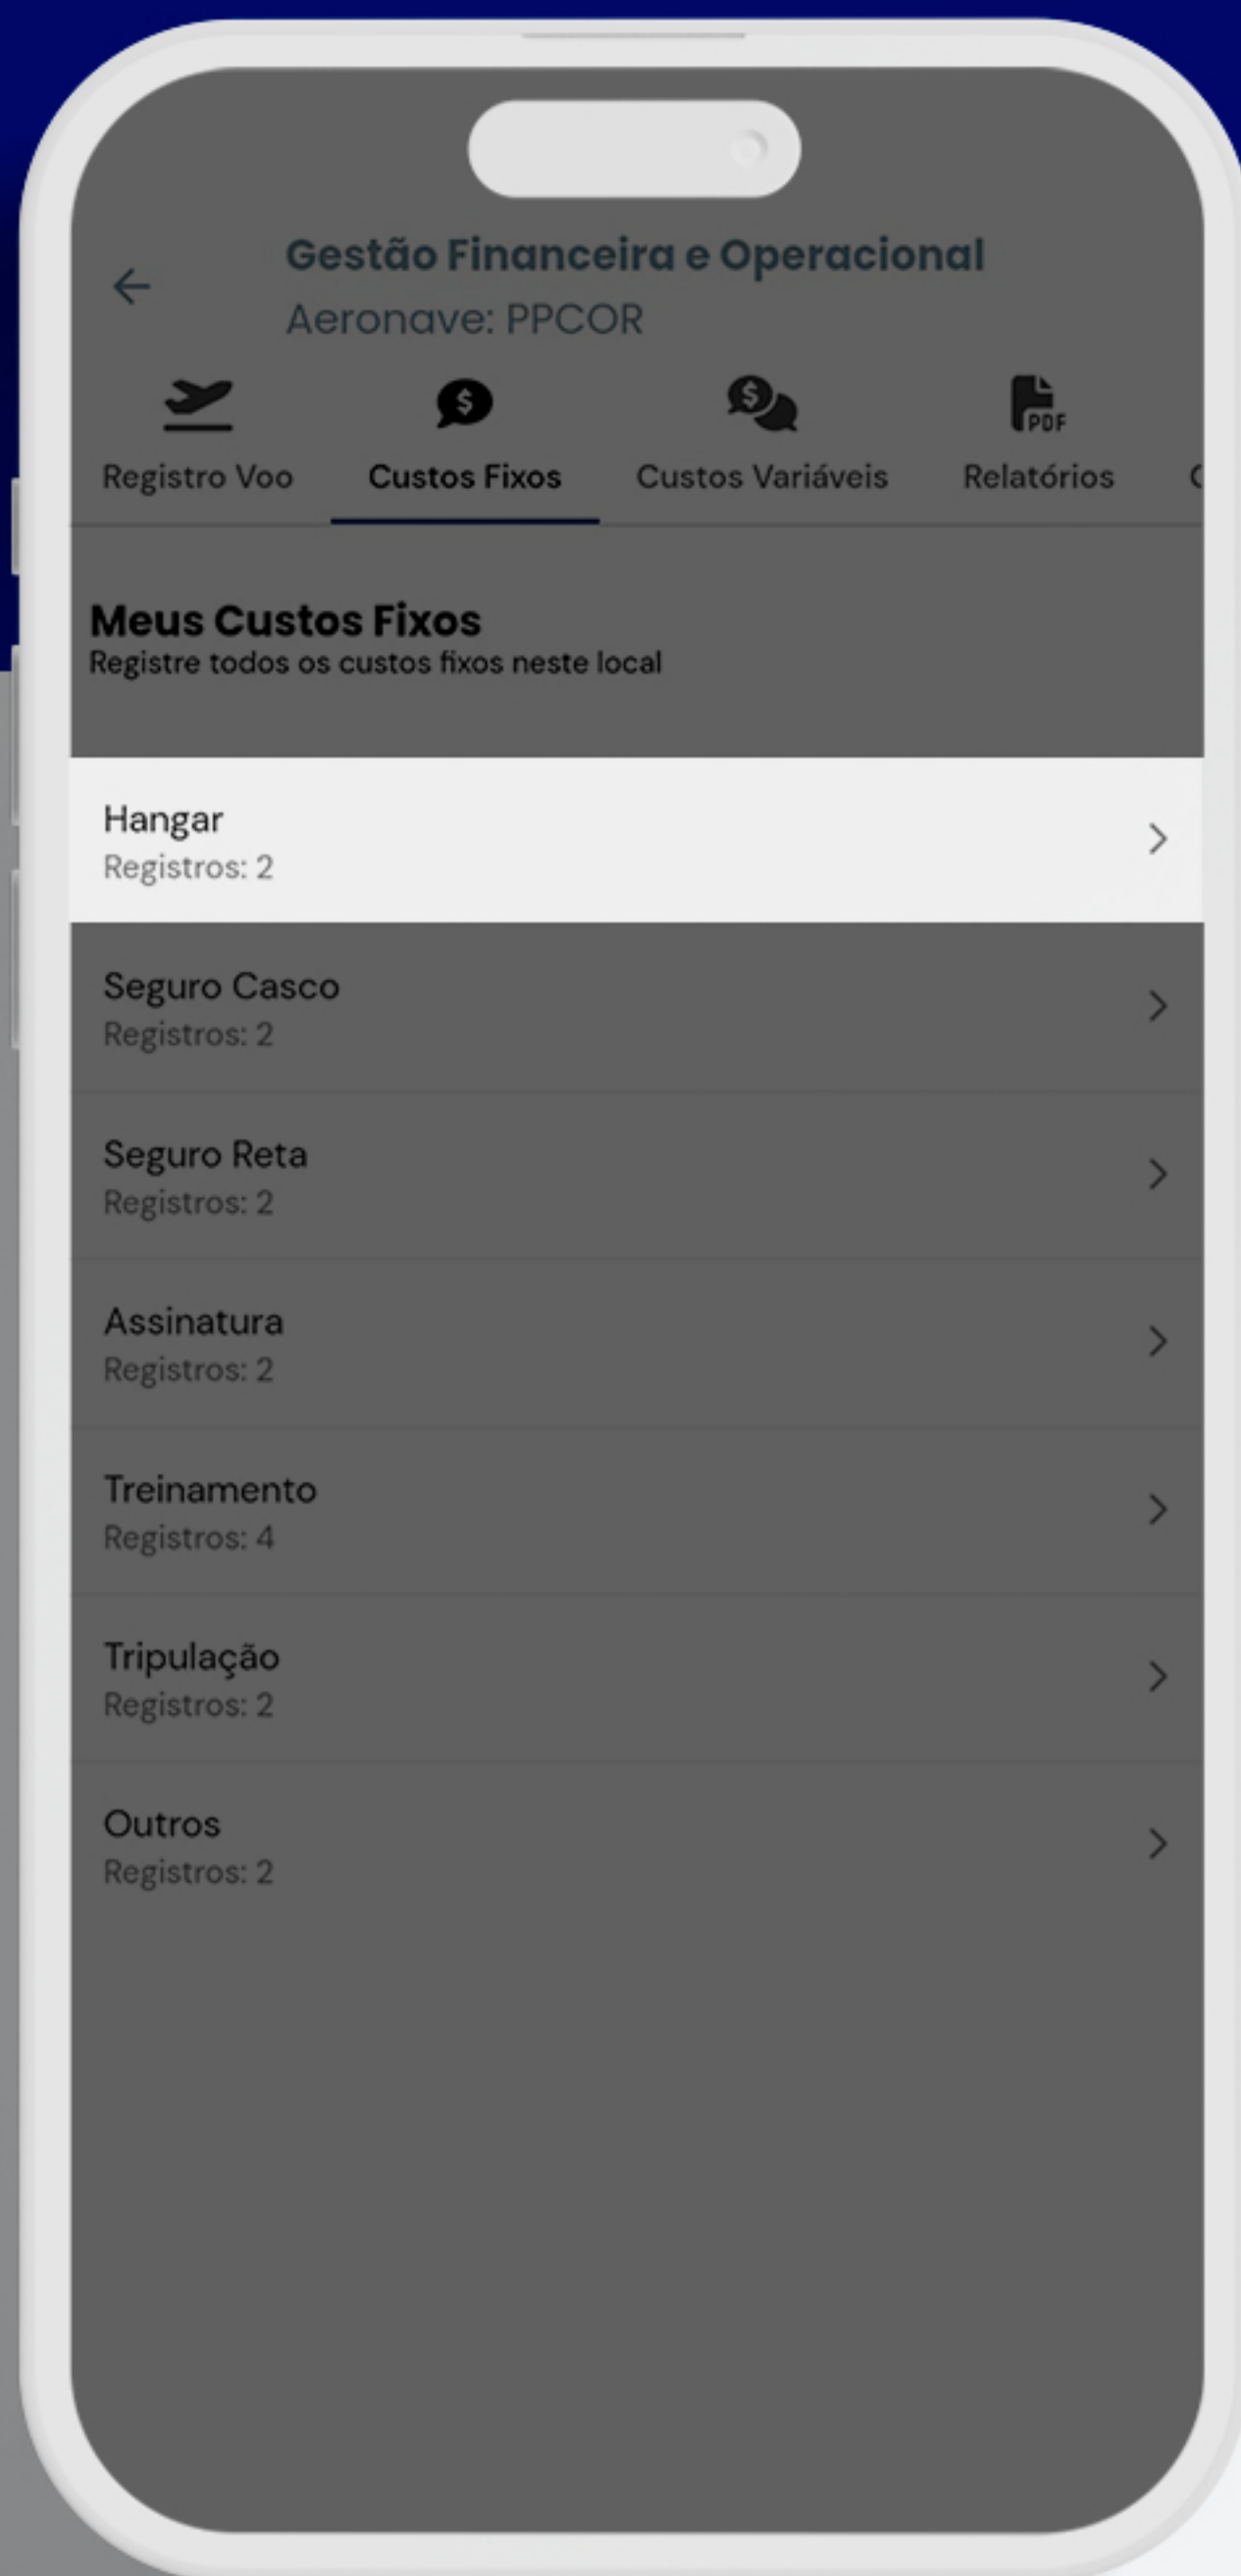 Gestão Financeira e Operacional
Aeronave: PPCOR
PDF
Registro Voo Custos Fixos Custos Variáveis Relatórios
Meus Custos Fixos
Registre todos os custos fixos neste local
Hangar
Registros: 2
Seguro Casco
Registros: 2
Seguro Reta
Registros: 2
Assinatura
Registros: 2
Treinamento
Registros: 4
Tripulação
Registros: 2
Outros
Registros: 2